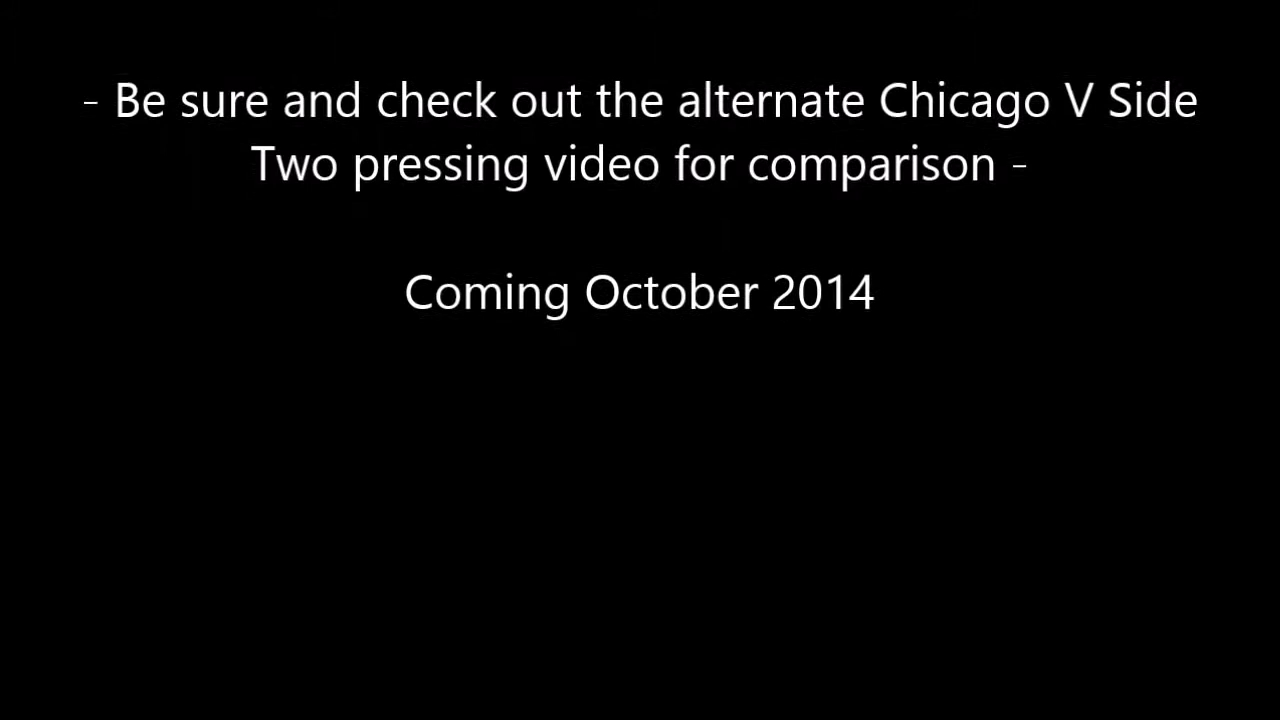 - Be sure and check out the alternate Chicago V Side
Two pressing video for comparison -
Coming October 2014